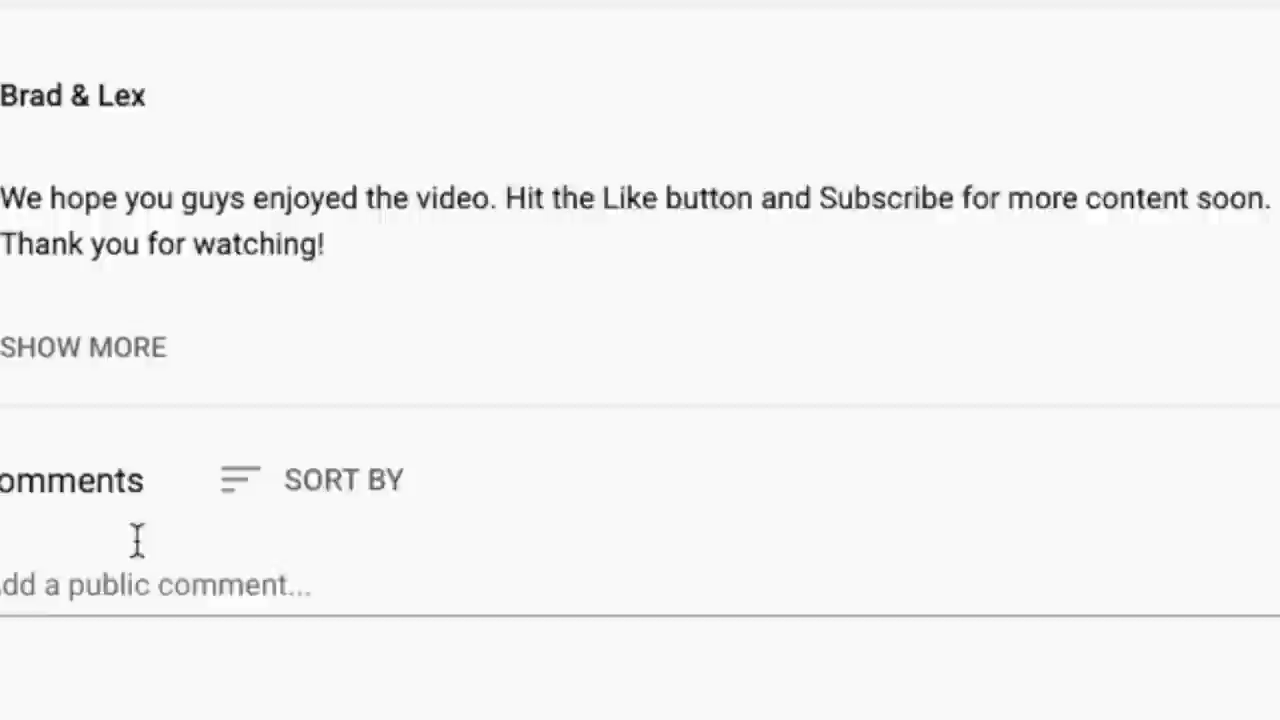 Brad & Lex
We hope you guys enjoyed the video. Hit the Like button and Subscribe for more content soon.
Thank you for watching!
SHOW MORE
omments SORT BY
dd a public comment...